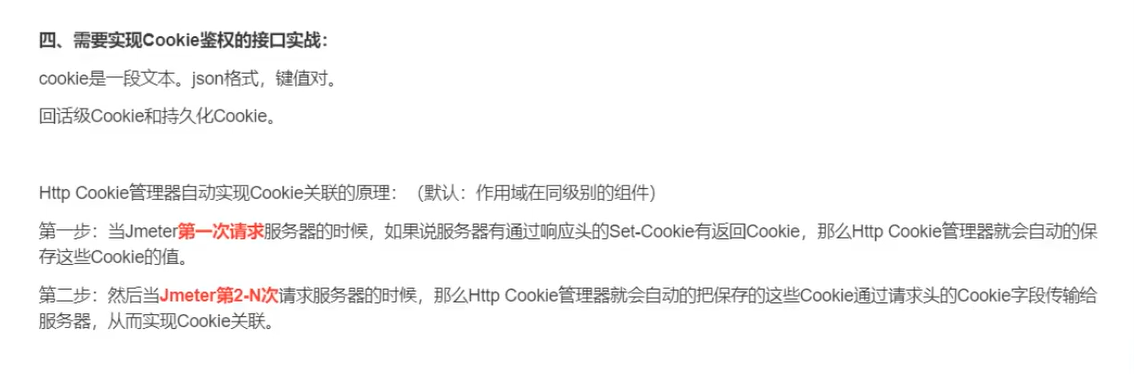 四、需要实现Cookie鉴权的接口实战：
cookie是一段文本。json格式，键值对。
回话级Cookie和持久化Cookie。
Http Cookie管理器自动实现Cookie关联的原理：（默认：作用域在同级别的组件）
第一步：当Jmeter第一次请求服务器的时候，如果说服务器有通过响应头的Set-Cookie有返回Cookie，那么Http Cookie管理器就会自动的保
存这些Cookie的值。
第二步：然后当Jmeter第2-N次请求服务器的时候，那么Http Cookie管理器就会自动的把保存的这些Cookie通过请求头的Cookie字段传输给
服务器，从而实现Cookie关联。